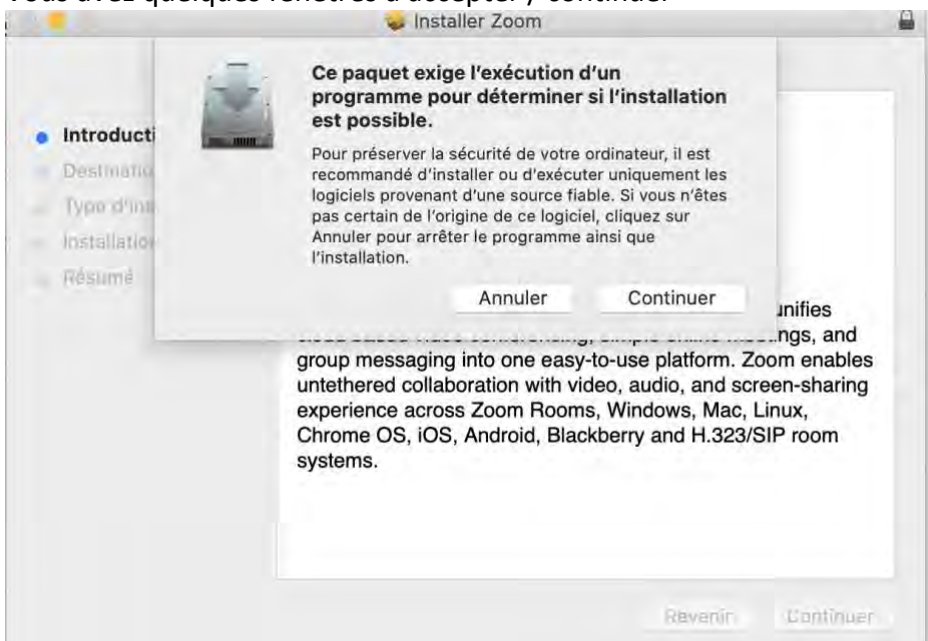 Vous avez quelques fenêtres à accepter / continuer
Installer Zoom
Ce paquet exige l'exécution d'un
programme pour déterminer si l'installation
est possible.
Pour préserver la sécurité de votre ordinateur, il est
recommandé d'installer ou d'exécuter uniquement les
logiciels provenant d'une source fiable. Si vous n'êtes
pas certain de l'origine de ce logiciel, cliquez sur
Annuler pour arrêter le programme ainsi que
l'installation.
Annuler Continuer
Introducti
Destinatio
Type d'ins
Installation
Résumé
unifies
group messaging into one easy-to-use platform. Zoom enables
untethered collaboration with video, audio, and screen-sharing
experience across Zoom Rooms, Windows, Mac, Linux,
Chrome OS, iOS, Android, Blackberry and H.323/SIP room
systems.
Revenir Continuer